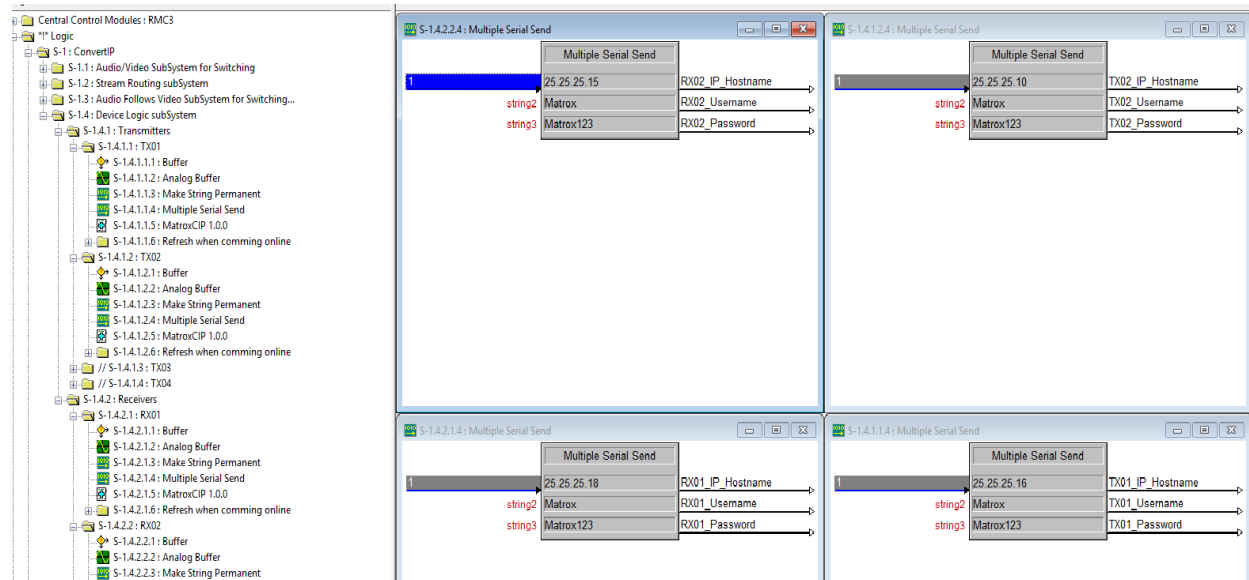 Central Control Modules : RMC3
"!" Logic
S-1 : ConvertIP
S-1.1 : Audio/Video SubSystem for Switching
S-1.2 : Stream Routing subSystem
S-1.3 : Audio Follows Video SubSystem for Switching...
S-1.4 : Device Logic subSystem
S-1.4.1 : Transmitters
S-1.4.1.1 : TX01
S-1.4.1.1.1 : Buffer
S-1.4.1.1.2 : Analog Buffer
S-1.4.1.1.3 : Make String Permanent
S-1.4.1.1.4 : Multiple Serial Send
S-1.4.1.1.5 : MatroxCIP 1.0.0
S-1.4.1.1.6 : Refresh when comming online
S-1.4.1.2 : TX02
S-1.4.1.2.1 : Buffer
S-1.4.1.2.2 : Analog Buffer
S-1.4.1.2.3 : Make String Permanent
S-1.4.1.2.4 : Multiple Serial Send
S-1.4.1.2.5 : MatroxCIP 1.0.0
S-1.4.1.2.6 : Refresh when comming online
// S-1.4.1.3 : TX03
// S-1.4.1.4 : TX04
S-1.4.2 : Receivers
S-1.4.2.1 : RX01
S-1.4.2.1.1 : Buffer
S-1.4.2.1.2 : Analog Buffer
S-1.4.2.1.3 : Make String Permanent
S-1.4.2.1.4 : Multiple Serial Send
S-1.4.2.1.5 : MatroxCIP 1.0.0
S-1.4.2.1.6 : Refresh when comming online
S-1.4.2.2 : RX02
S-1.4.2.2.1 : Buffer
S-1.4.2.2.2 : Analog Buffer
S-1.4.2.2.3 : Make String Permanent
S-1.4.2.2.4 : Multiple Serial Send
Multiple Serial Send
1 25.25.25.15 RX02_IP_Hostname
string2 Matrox RX02_Username
string3 Matrox123 RX02_Password
S-1.4.1.2.4 : Multiple Serial Send
Multiple Serial Send
1 25.25.25.10 TX02_IP_Hostname
string2 Matrox TX02_Username
string3 Matrox123 TX02_Password
S-1.4.2.1.4 : Multiple Serial Send
Multiple Serial Send
1 25.25.25.18 RX01_IP_Hostname
string2 Matrox RX01_Username
string3 Matrox123 RX01_Password
S-1.4.1.1.4 : Multiple Serial Send
Multiple Serial Send
1 25.25.25.16 TX01_IP_Hostname
string2 Matrox TX01_Username
string3 Matrox123 TX01_Password